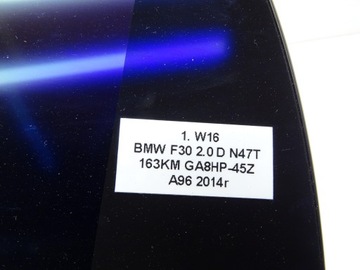 1. W16
BMW F30 2.0 D N47T
163KM GA8HP-45Z
A96 2014r